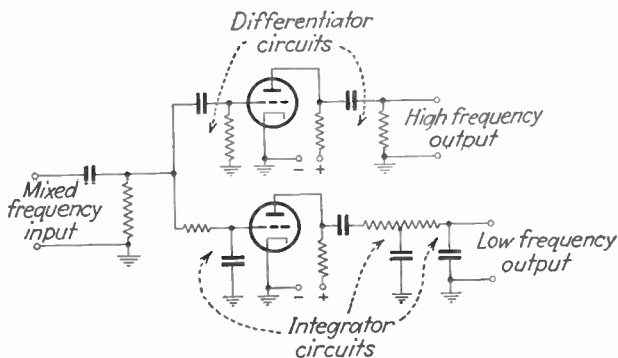 Differentiator
circuits
High frequency
output
Mixed
frequency
input
- +
Low frequency
output
- +
Integrator
circuits